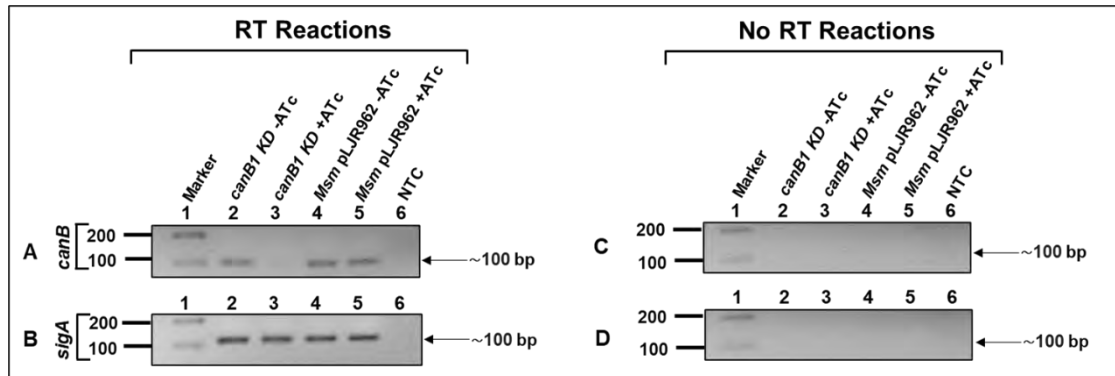 RT Reactions
No RT Reactions
Marker
canB1 KD -ATc
canB1 KD +ATc
Msm pLJR962 -ATc
Msm pLJR962 +ATc
NTC
Marker
canB1 KD -ATc
canB1 KD +ATc
Msm pLJR962 -ATc
Msm pLJR962 +ATc
NTC
1 2 3 4 5 6
A
canB
200
100
~100 bp
1 2 3 4 5 6
C
200
100
~100 bp
1 2 3 4 5 6
B
sigA
200
100
~100 bp
1 2 3 4 5 6
D
200
100
~100 bp